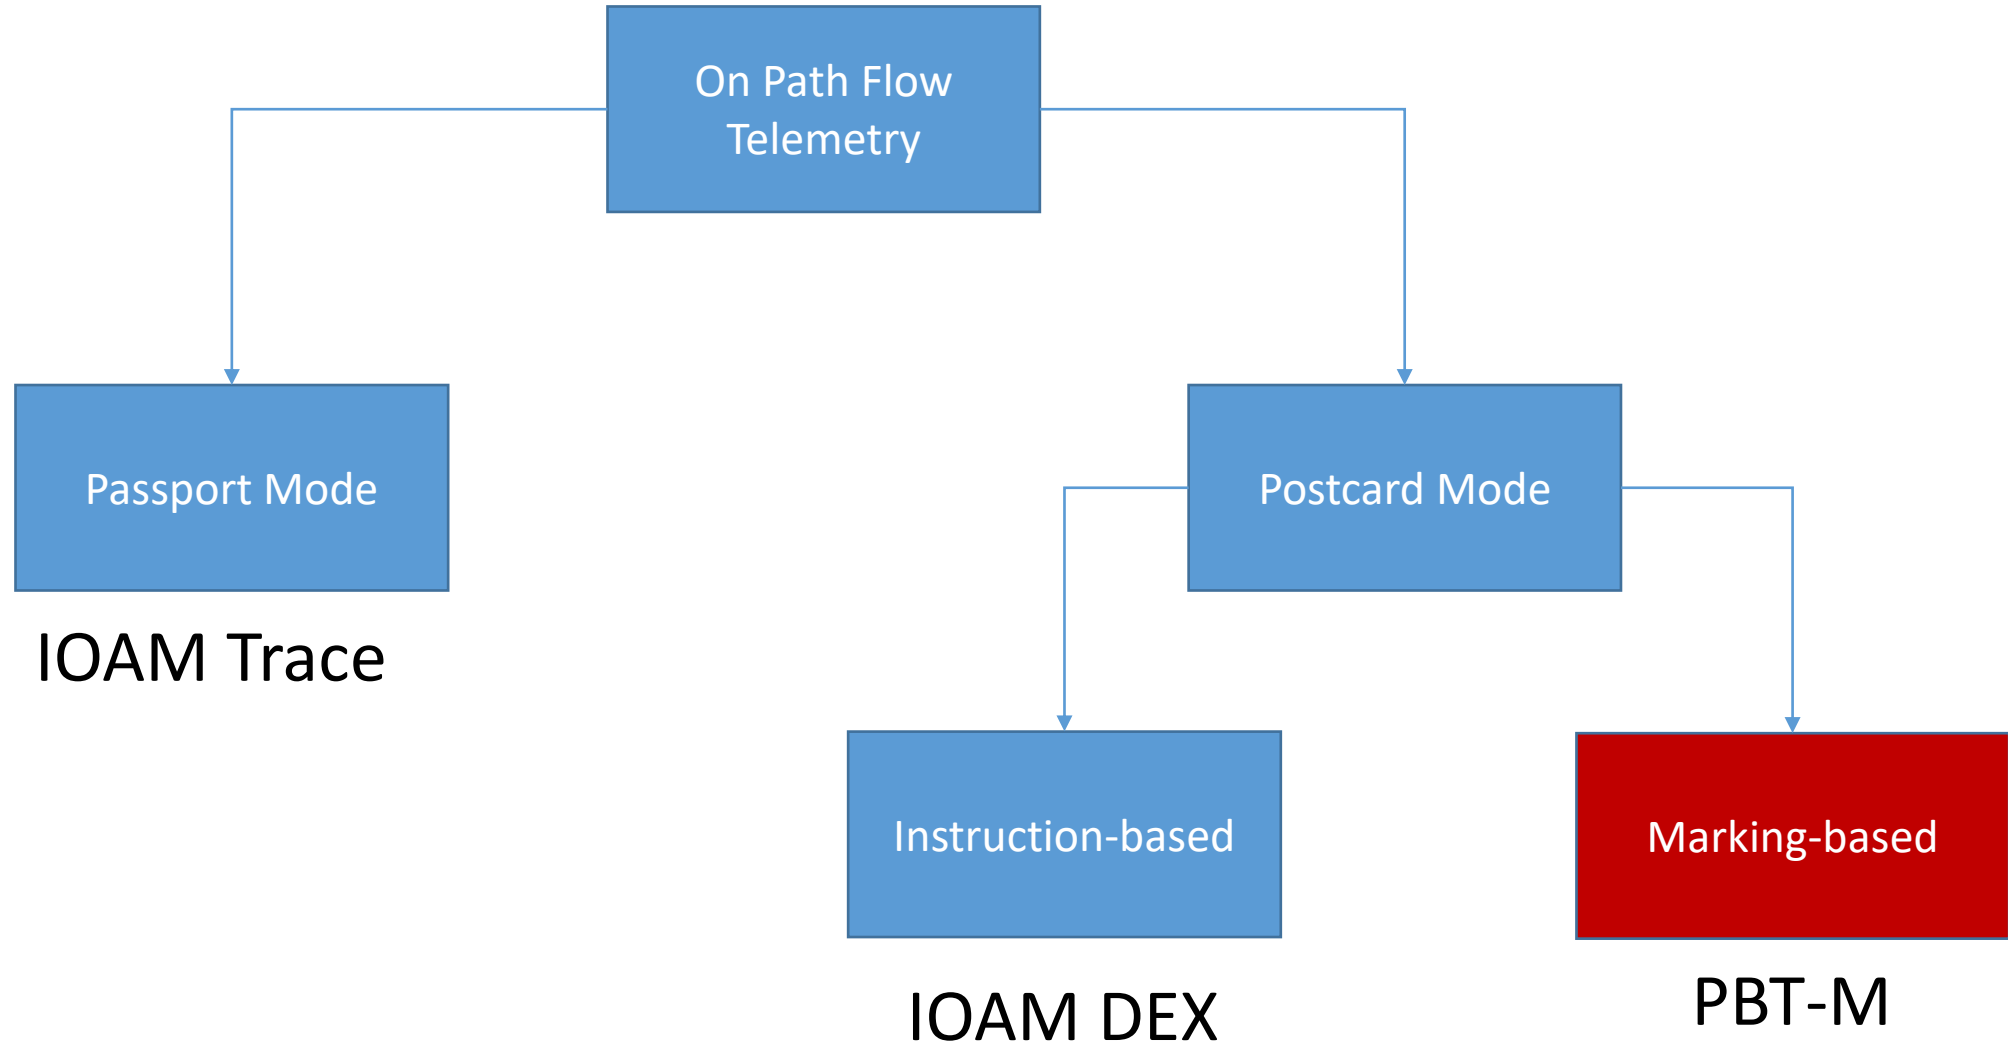 On Path Flow
Telemetry
Passport Mode
Postcard Mode
IOAM Trace
Instruction-based
Marking-based
IOAM DEX
PBT-M